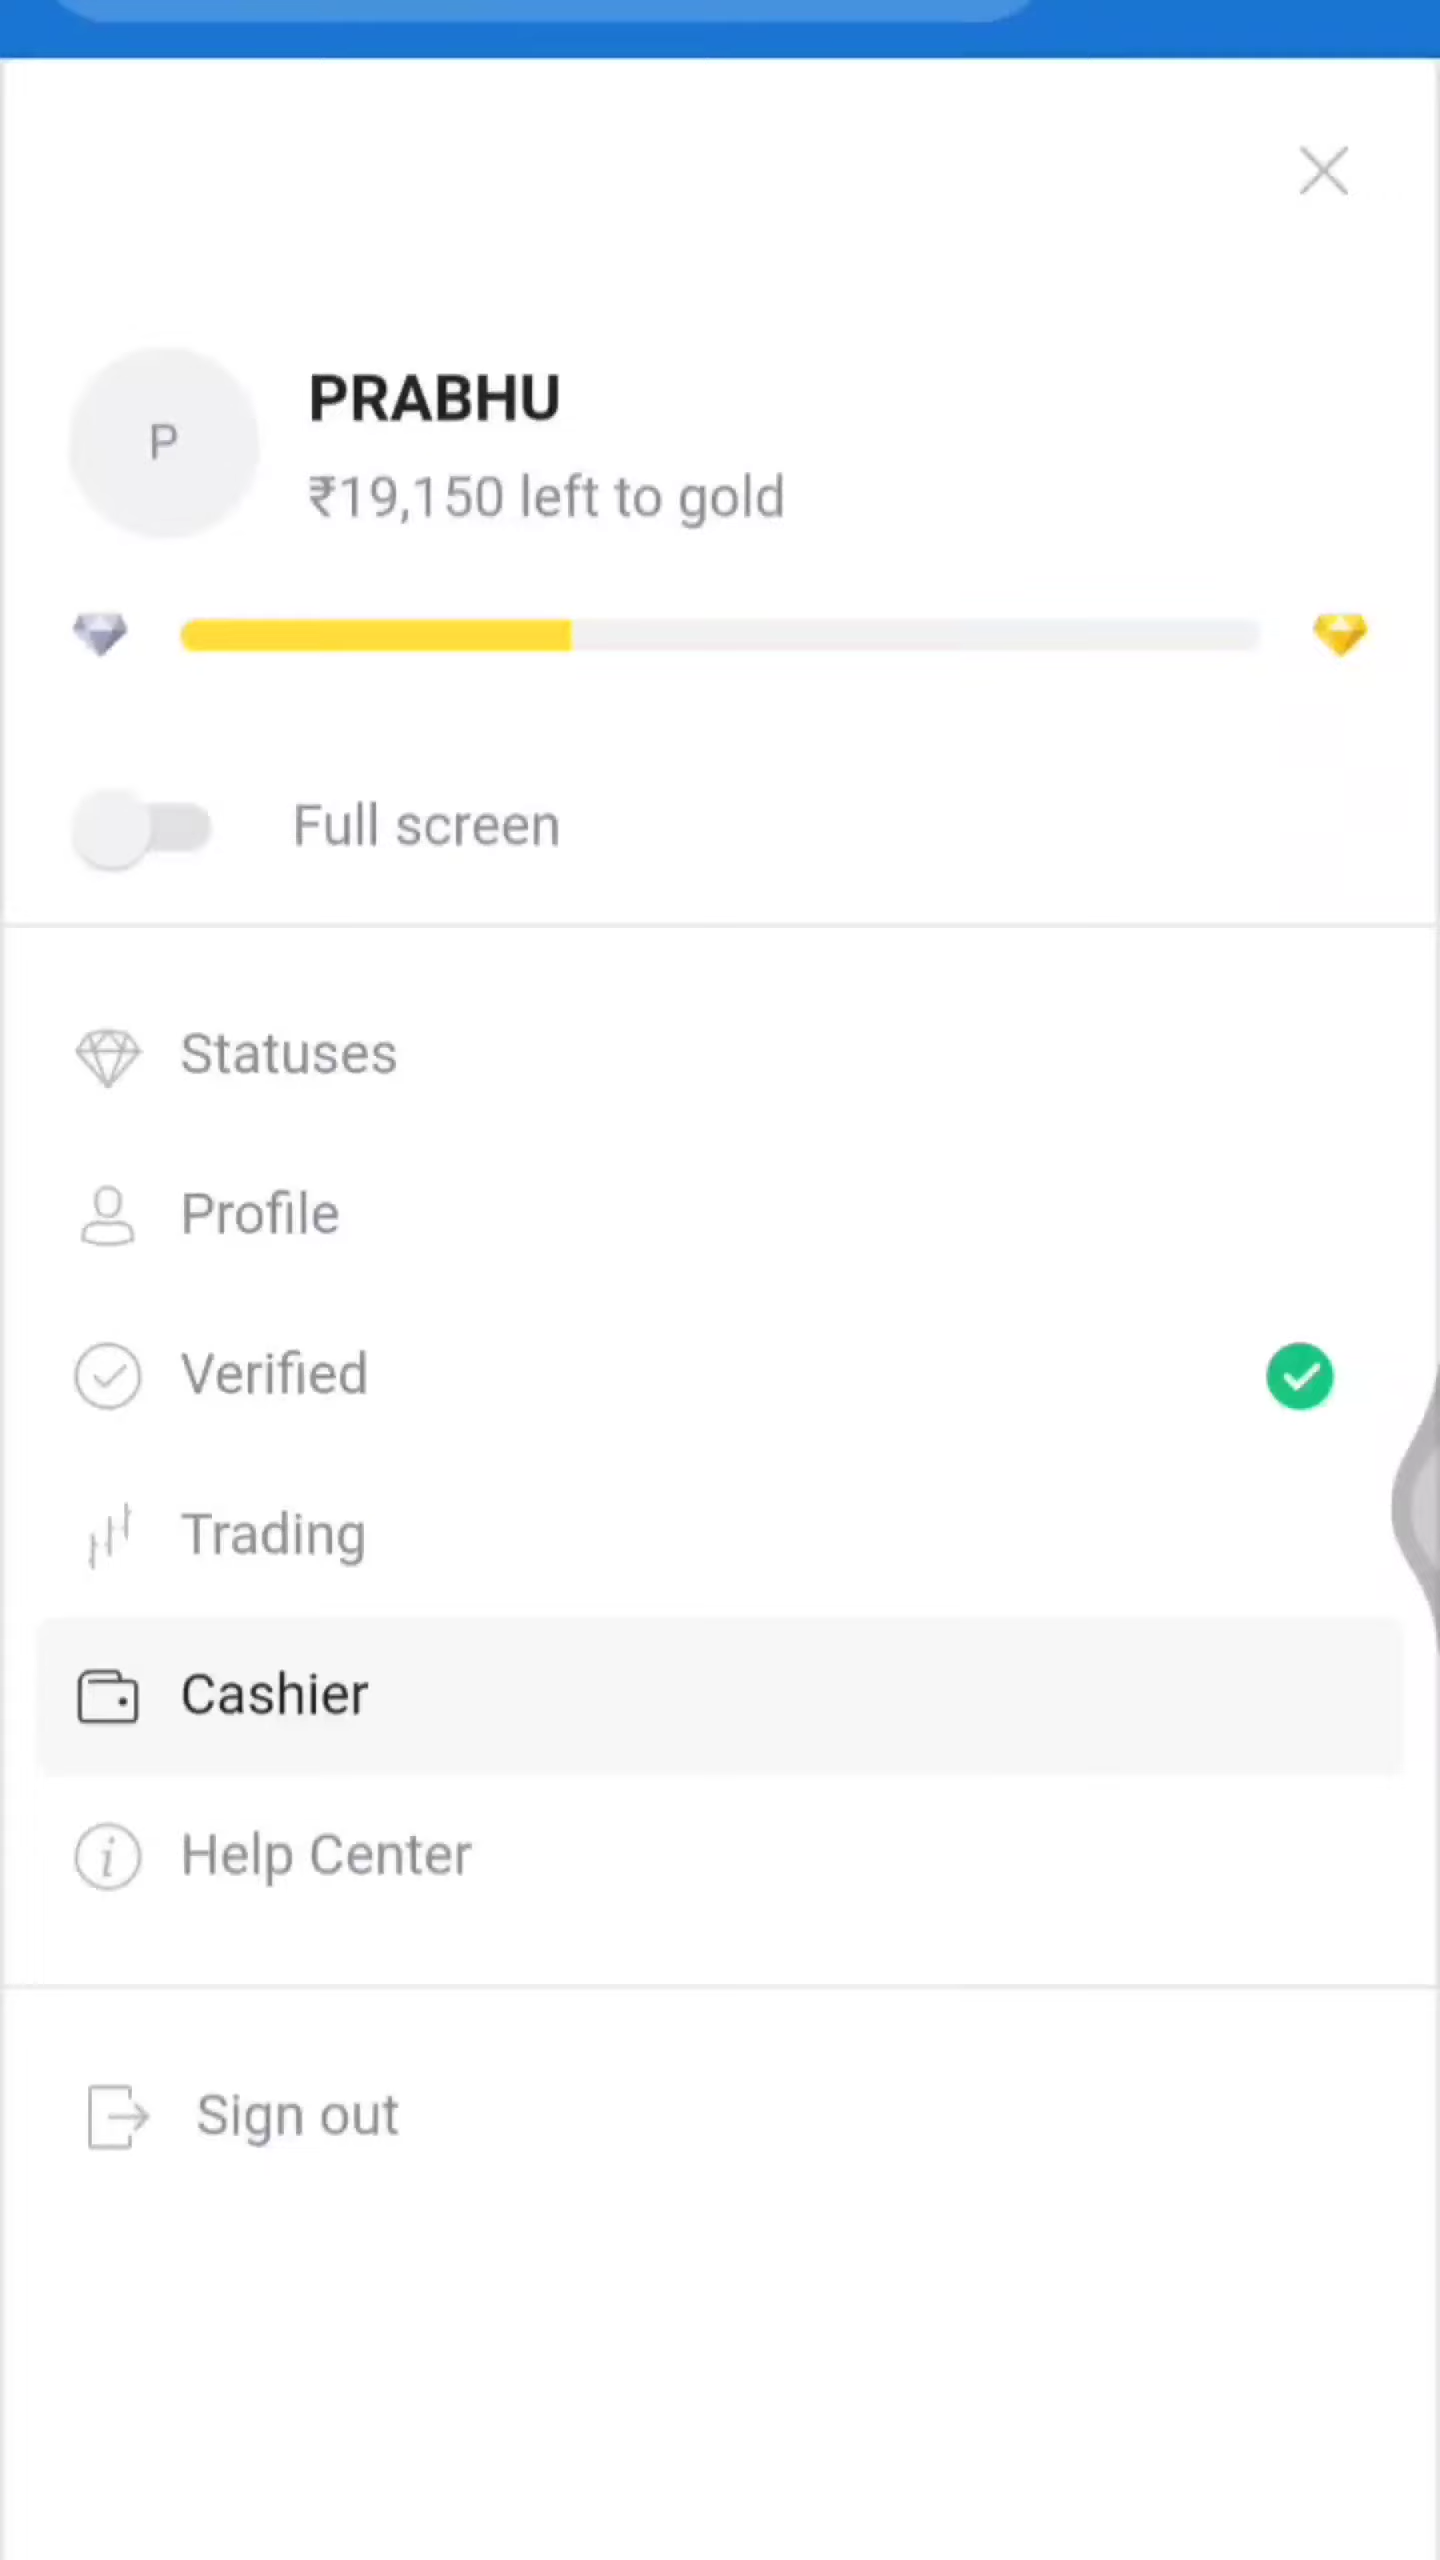 P
PRABHU
₹19,150 left to gold
Full screen
Statuses
Profile
Verified
Trading
Cashier
Help Center
Sign out